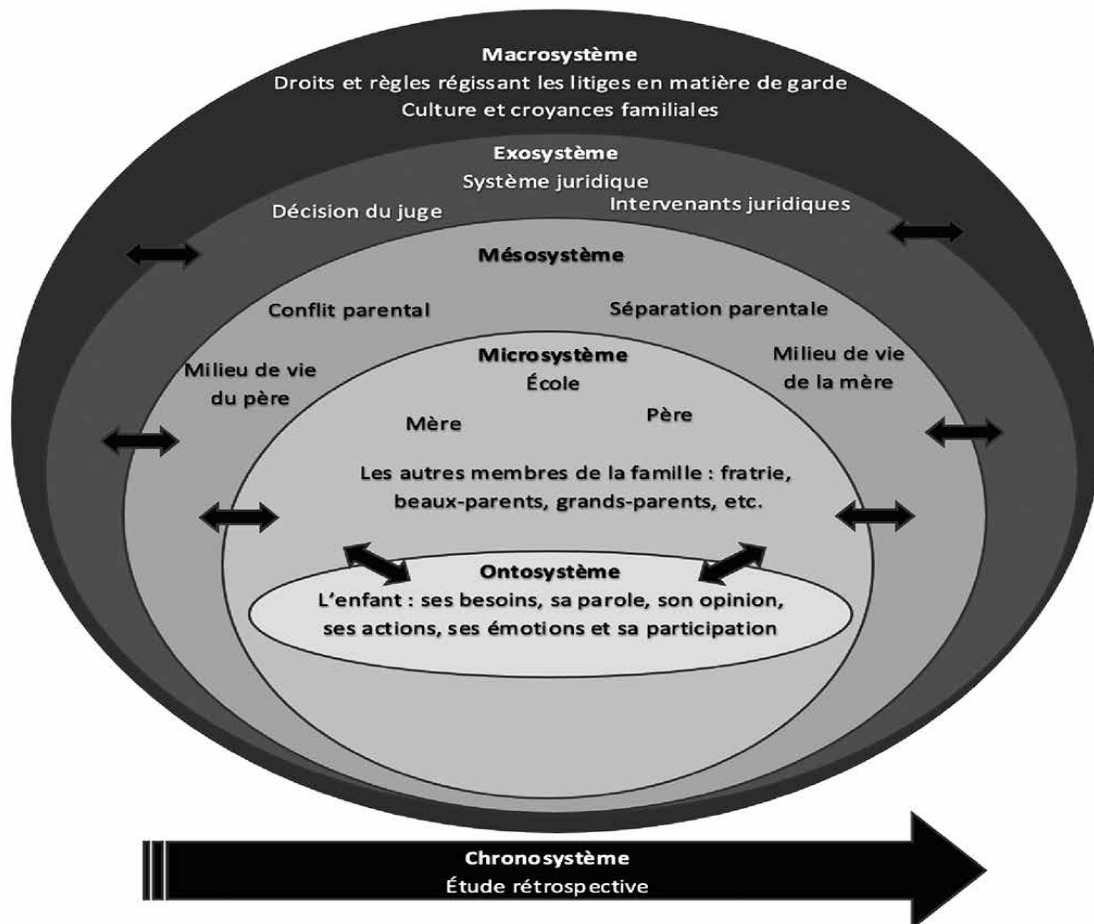 Macrosystème
Droits et règles régissant les litiges en matière de garde
Culture et croyances familiales
Exosystème
Système juridique
Décision du juge
Intervenants juridiques
Mésosystème
Conflit parental
Séparation parentale
Milieu de vie
du père
Milieu de vie
de la mère
Microsystème
École
Mère
Père
Les autres membres de la famille : fratrie,
beaux-parents, grands-parents, etc.
Ontosystème
L’enfant : ses besoins, sa parole, son opinion,
ses actions, ses émotions et sa participation
Chronosystème
Étude rétrospective